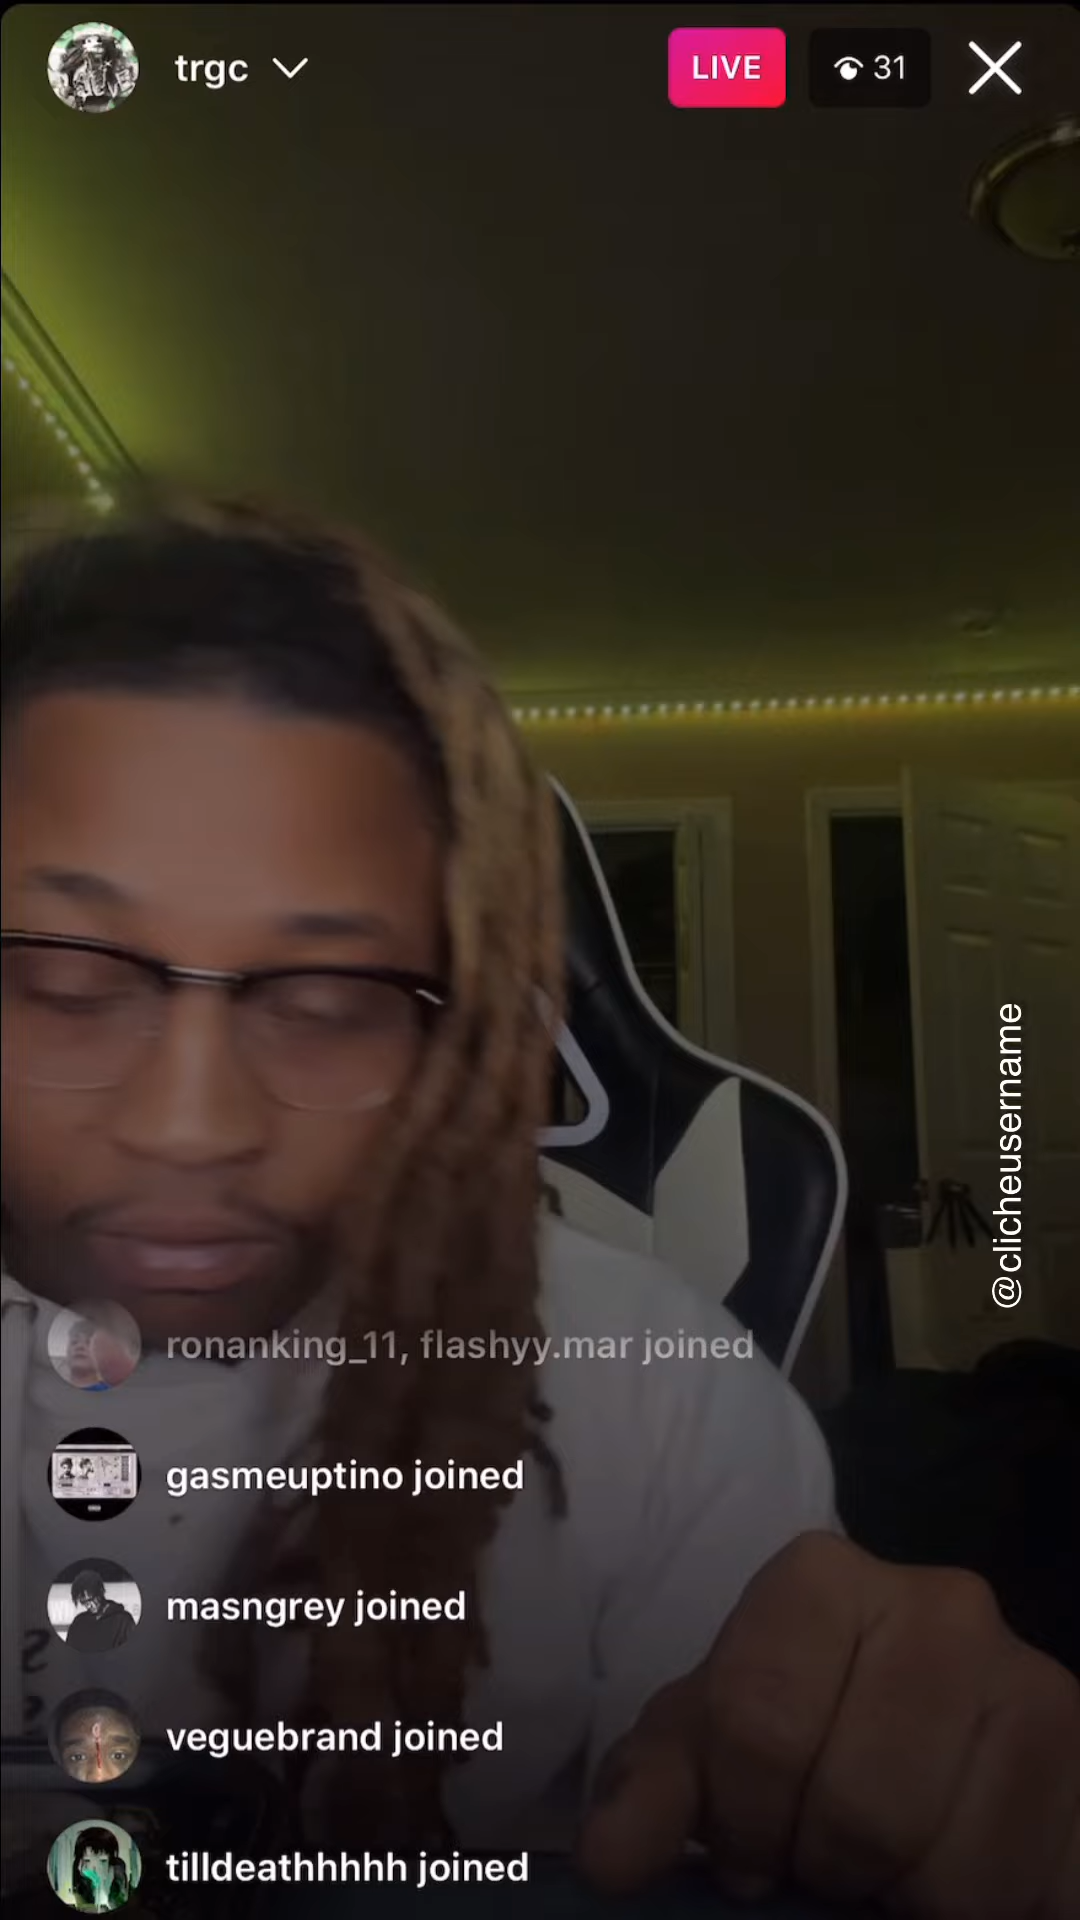 trgc
LIVE
31
@clicheusername
ronanking_11, flashyy.mar joined
gasmeuptino joined
masngrey joined
veguebrand joined
tilldeathhhhh joined